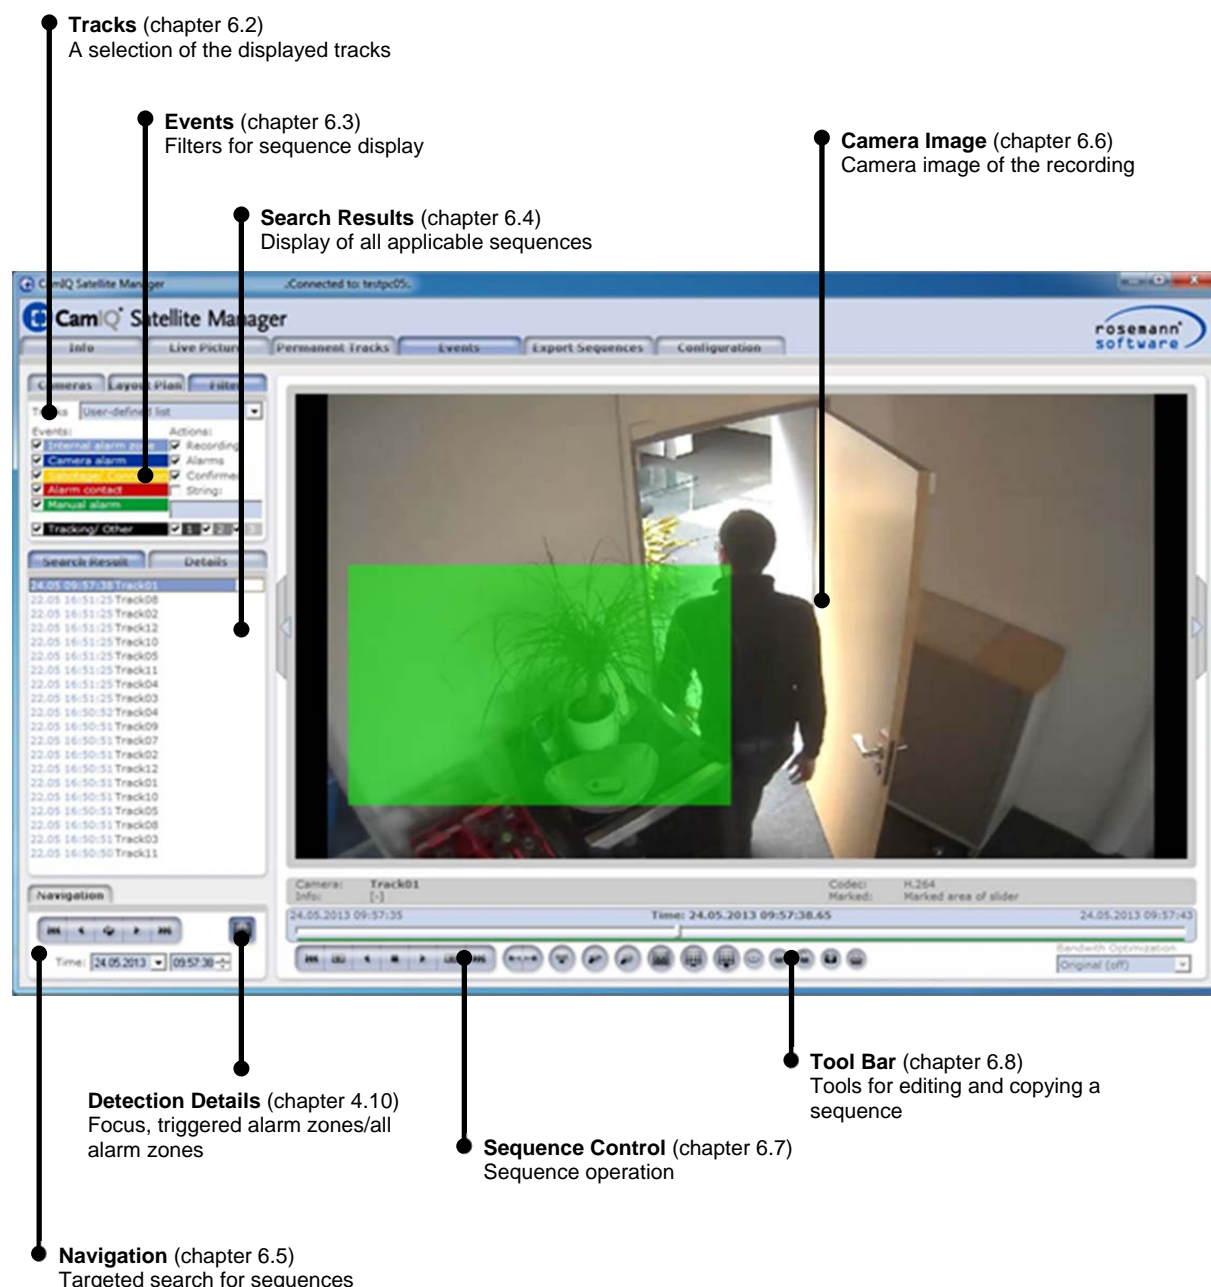 Tracks (chapter 6.2)
A selection of the displayed tracks
Events (chapter 6.3)
Filters for sequence display
Camera Image (chapter 6.6)
Camera image of the recording
Search Results (chapter 6.4)
Display of all applicable sequences
CamIQ Satellite Manager
.:Connected to: testpc05:.
CamIQ Satellite Manager
rosemann
software
Info
Live Picture
Permanent Tracks
Events
Export Sequences
Configuration
Cameras
Layout Plan
Filter
Tracks
User-defined list
Events:
Actions:
Internal alarm zone
Recording
Camera alarm
Alarms
Sabotage/
Confirmed
Alarm contact
String:
Manual alarm
Tracking/ Other
1
2
Search Result
Details
24.05 09:57:38 Track01
22.05 16:51:25 Track08
22.05 16:51:25 Track02
22.05 16:51:25 Track12
22.05 16:51:25 Track10
22.05 16:51:25 Track05
22.05 16:51:25 Track11
22.05 16:51:25 Track04
22.05 16:51:25 Track03
22.05 16:50:52 Track04
22.05 16:50:51 Track09
22.05 16:50:51 Track07
22.05 16:50:51 Track02
22.05 16:50:51 Track12
22.05 16:50:51 Track01
22.05 16:50:51 Track10
22.05 16:50:51 Track05
22.05 16:50:51 Track08
22.05 16:50:51 Track03
22.05 16:50:50 Track11
Camera: Track01
Codec: H.264
Info: [-]
Marked: Marked area of slider
Navigation
24.05.2013 09:57:35
Time: 24.05.2013 09:57:38.65
24.05.2013 09:57:43
Time: 24.05.2013 09:57:38
Bandwith Optimization
Original (off)
Tool Bar (chapter 6.8)
Tools for editing and copying a
sequence
Detection Details (chapter 4.10)
Focus, triggered alarm zones/all
alarm zones
Sequence Control (chapter 6.7)
Sequence operation
Navigation (chapter 6.5)
Targeted search for sequences